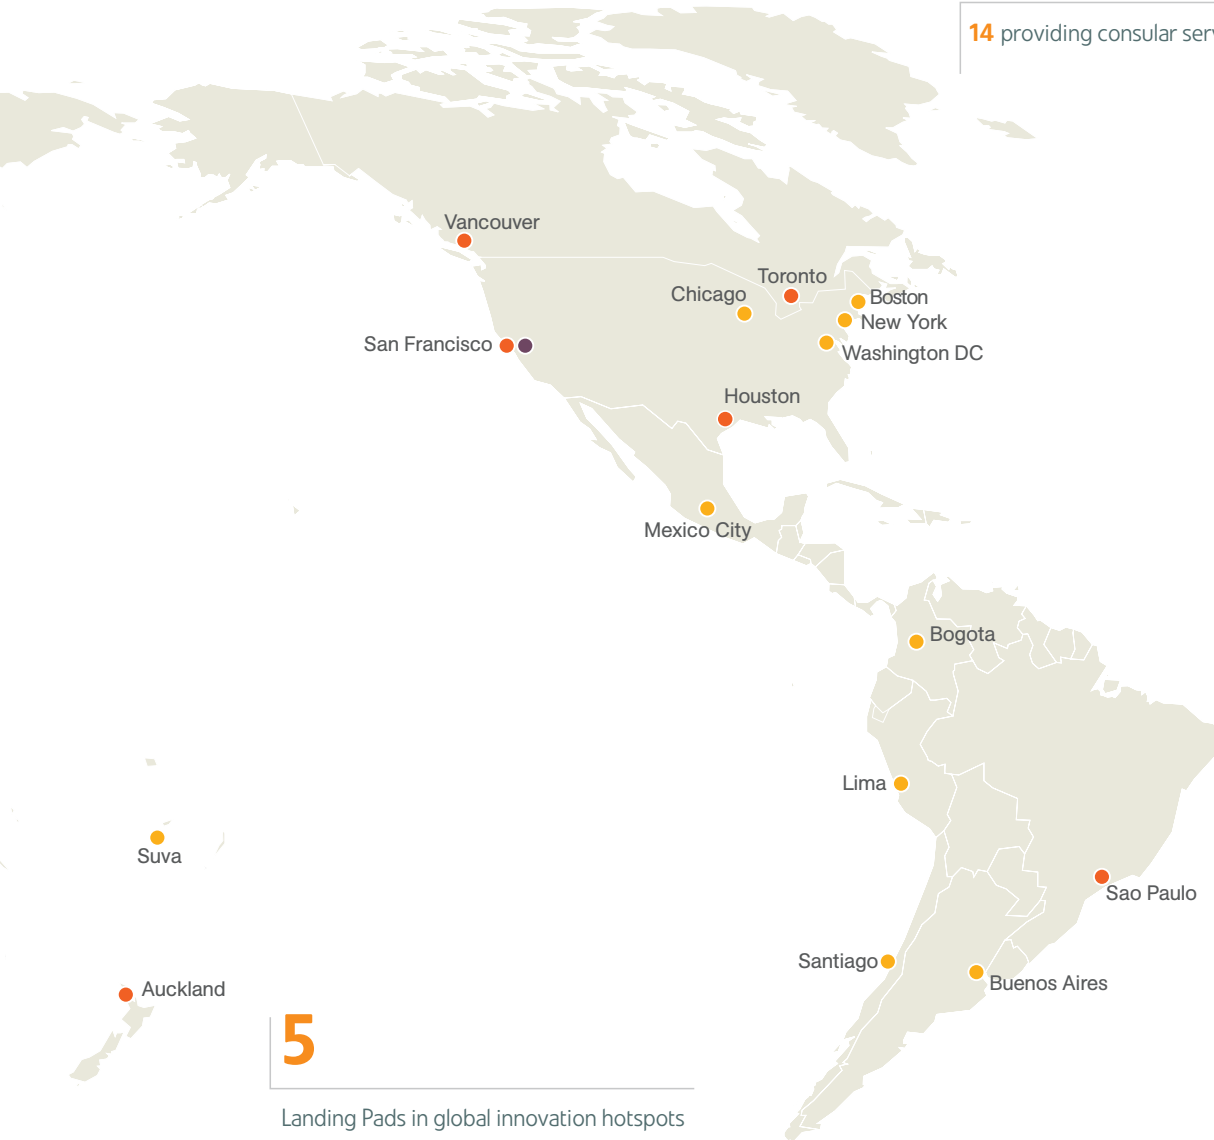 14 providing consular
Vancouver
Toronto
Chicago
Boston
New York
San Francisco
Washington DC
Houston
Mexico City
Bogota
Lima
Suva
Sao Paulo
Santiago
Buenos Aires
Auckland
5
Landing Pads in global innovation hotspots